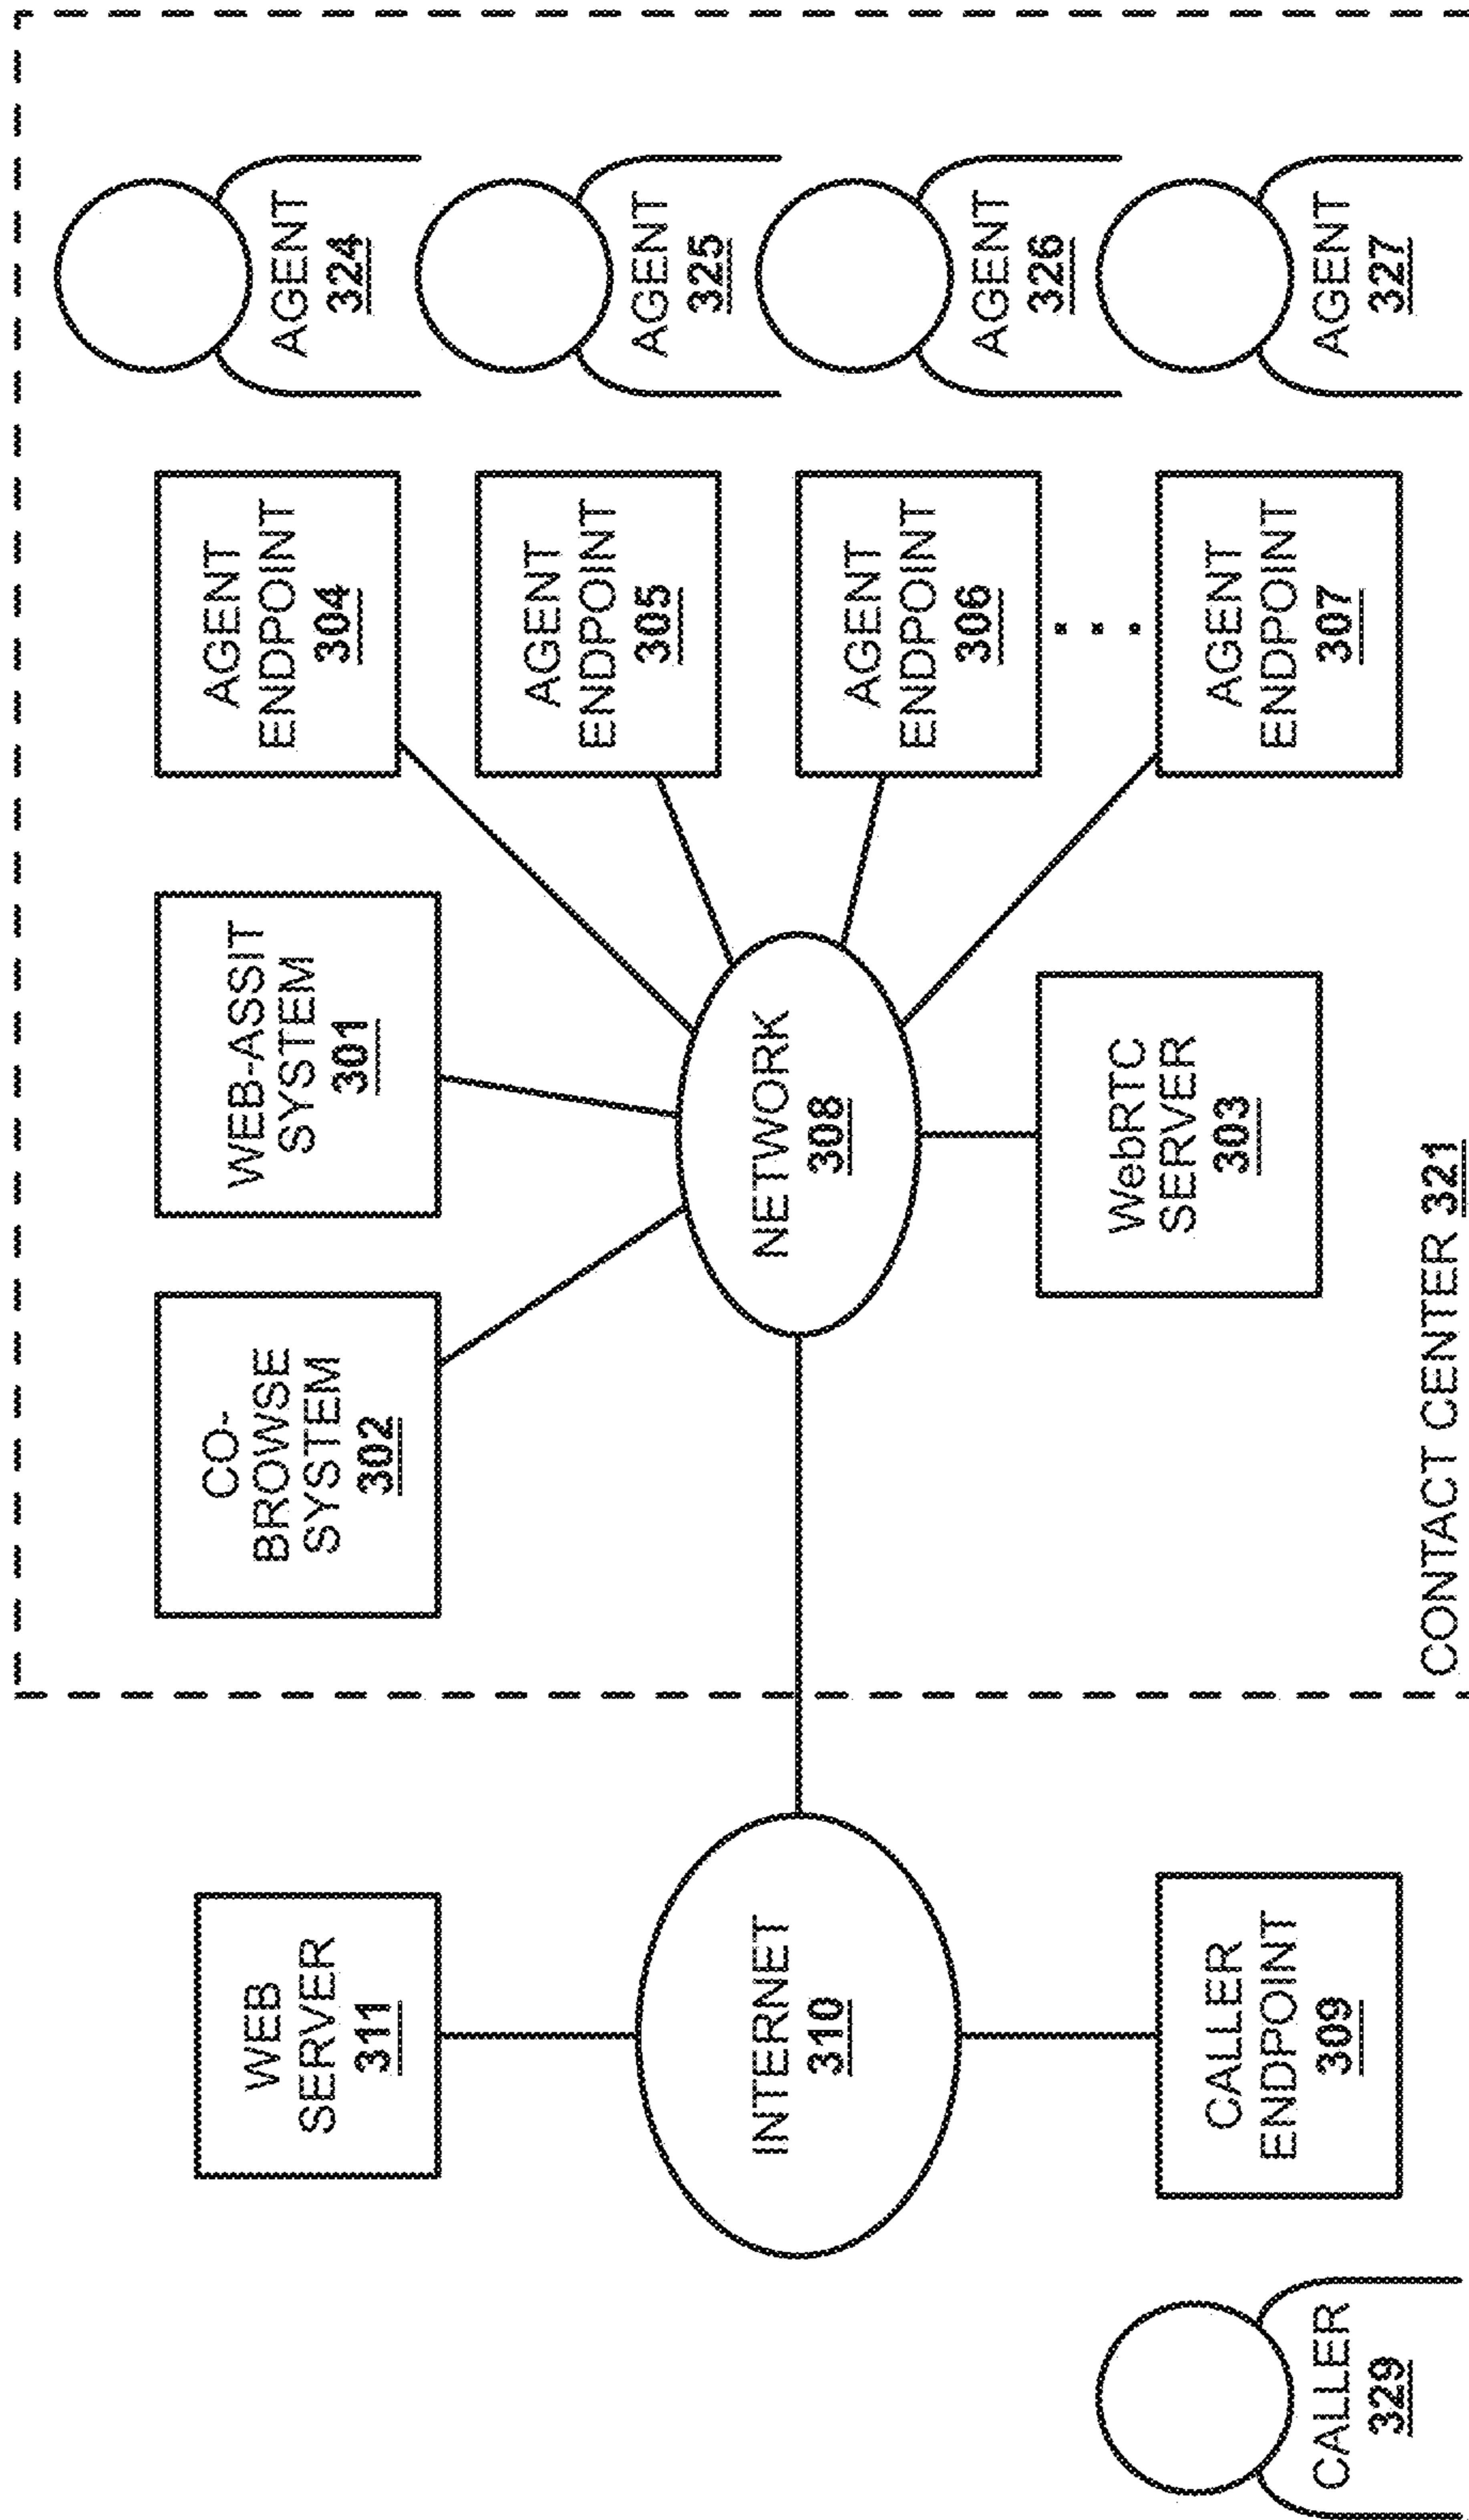 WEB
SERVER
311
CO-
BROWSE
SYSTEM
302
WEB-ASSIT
SYSTEM
301
AGENT
ENDPOINT
304
AGENT
324
AGENT
ENDPOINT
305
AGENT
325
INTERNET
310
NETWORK
308
AGENT
ENDPOINT
306
AGENT
326
...
CALLER
329
CALLER
ENDPOINT
309
WebRTC
SERVER
303
AGENT
ENDPOINT
307
AGENT
327
CONTACT CENTER 321